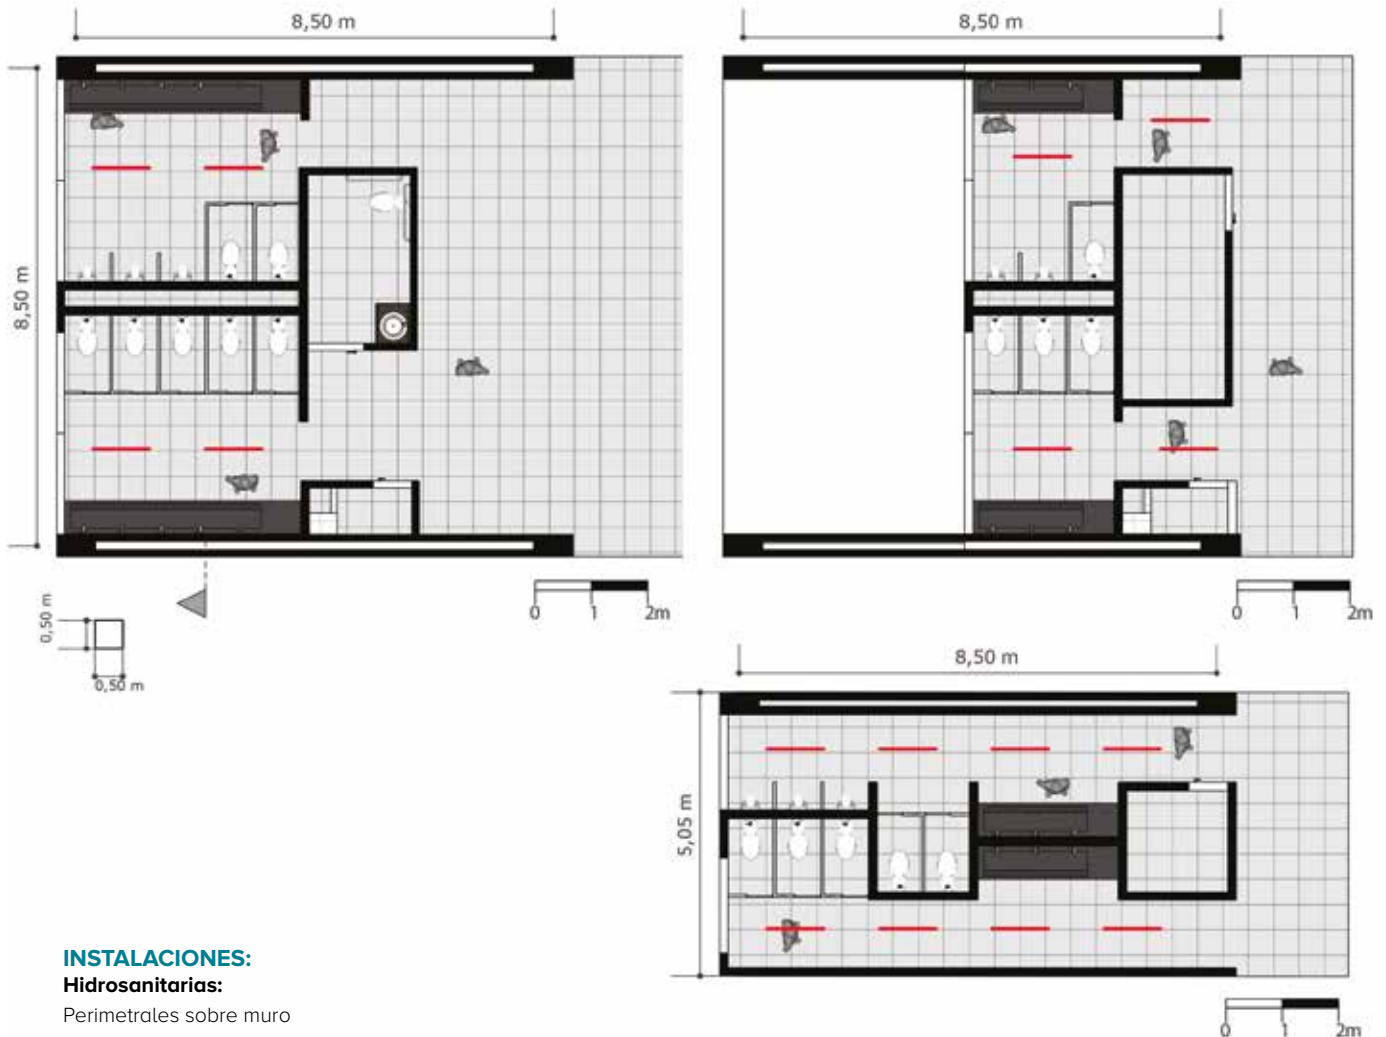 8,50 m
8,50 m
8,50 m
0 1 2m
0 1 2m
0,50 m
0,50 m
8,50 m
5,05 m
0 1 2m
INSTALACIONES:
Hidrosanitarias:
Perimetrales sobre muro